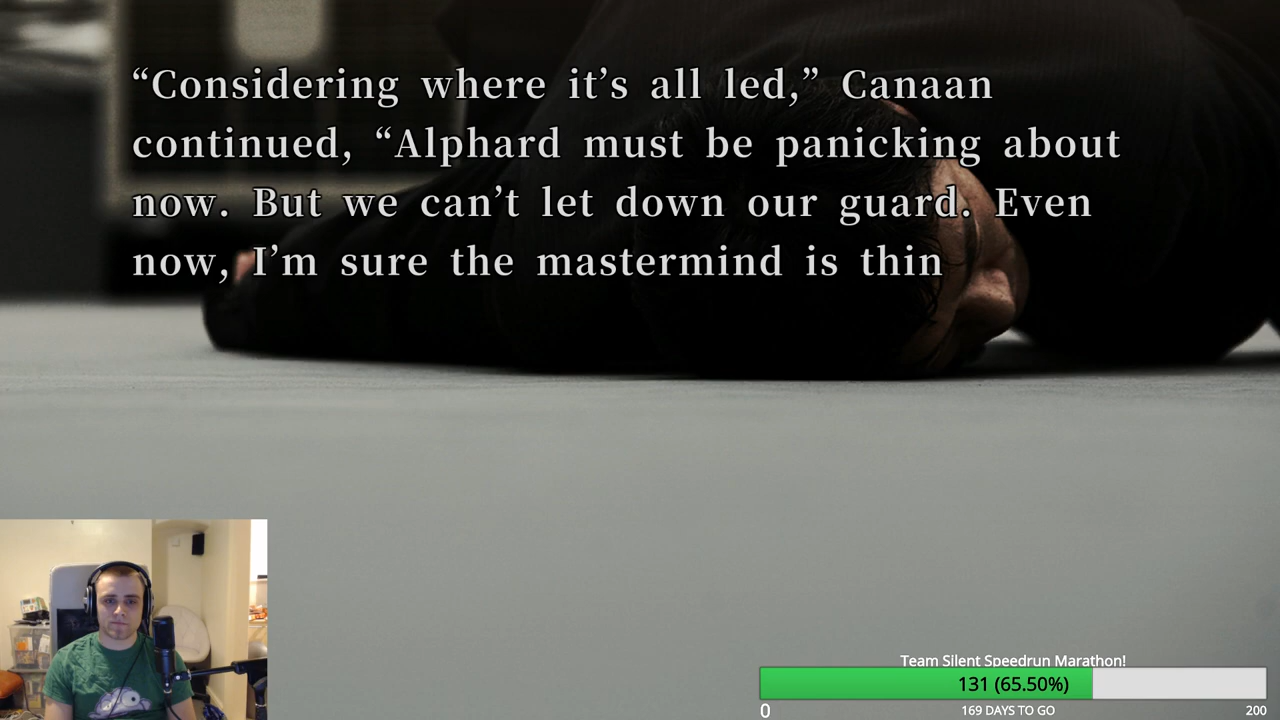 “Considering where it’s all led,” Canaan
continued, “Alphard must be panicking about
now. But we can’t let down our guard. Even
now, I’m sure the mastermind is thin
Team Silent Speedrun Marathon!
131 (65.50%)
0 169 DAYS TO GO 200